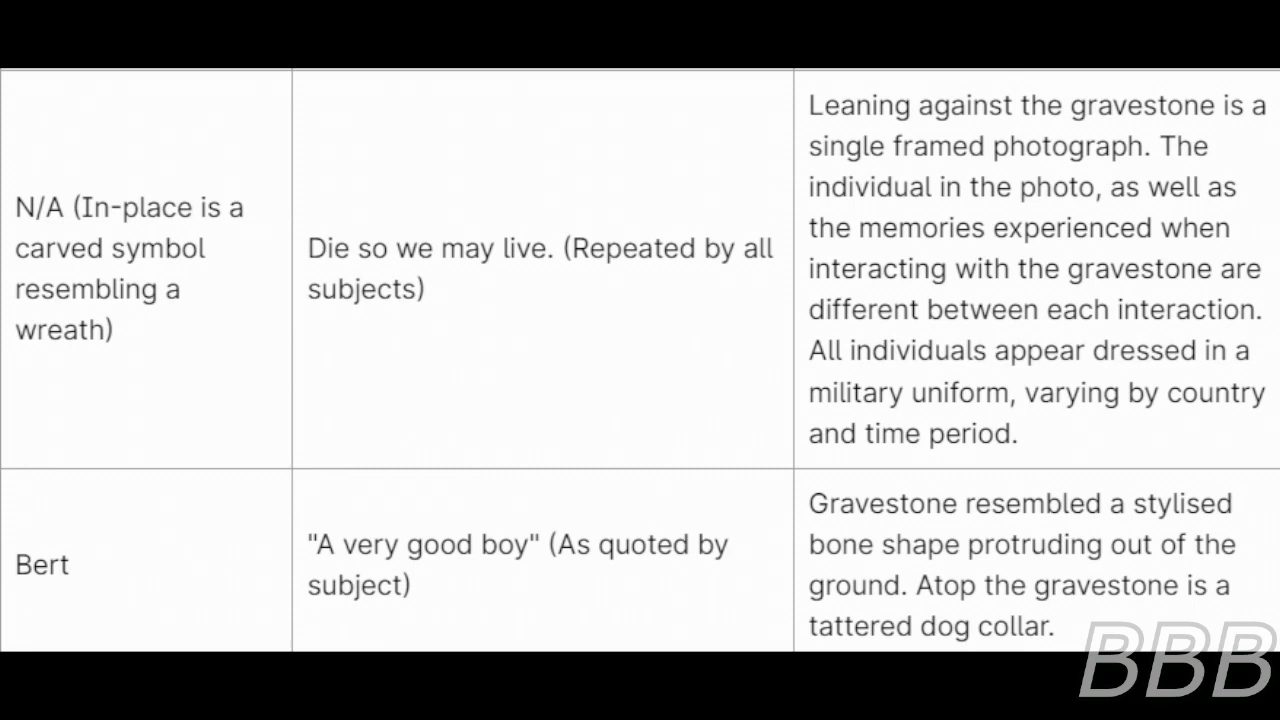 N/A (In-place is a
carved symbol
resembling a
wreath)
Die so we may live. (Repeated by all
subjects)
Leaning against the gravestone is a
single framed photograph. The
individual in the photo, as well as
the memories experienced when
interacting with the gravestone are
different between each interaction.
All individuals appear dressed in a
military uniform, varying by country
and time period.
Bert
"A very good boy" (As quoted by
subject)
Gravestone resembled a stylised
bone shape protruding out of the
ground. Atop the gravestone is a
tattered dog collar.
BBB